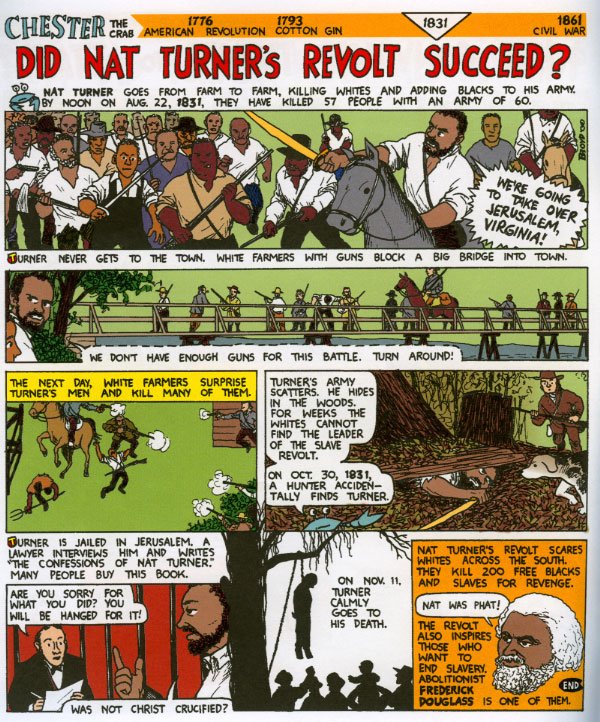 CHESTER THE CRAB
1776
AMERICAN REVOLUTION
1793
COTTON GIN
1831
1861
CIVIL WAR
DID NAT TURNER'S REVOLT SUCCEED?
NAT TURNER GOES FROM FARM TO FARM, KILLING WHITES AND ADDING BLACKS TO HIS ARMY.
BY NOON ON AUG. 22, 1831, THEY HAVE KILLED 57 PEOPLE WITH AN ARMY OF 60.
BOYD '00
WE'RE GOING
TO TAKE OVER
JERUSALEM,
VIRGINIA!
TURNER NEVER GETS TO THE TOWN. WHITE FARMERS WITH GUNS BLOCK A BIG BRIDGE INTO TOWN.
WE DON'T HAVE ENOUGH GUNS FOR THIS BATTLE. TURN AROUND!
THE NEXT DAY, WHITE FARMERS SURPRISE
TURNER'S MEN AND KILL MANY OF THEM.
TURNER'S ARMY
SCATTERS. HE HIDES
IN THE WOODS.
FOR WEEKS THE
WHITES CANNOT
FIND THE LEADER
OF THE SLAVE
REVOLT.
ON OCT. 30, 1831,
A HUNTER ACCIDEN-
TALLY FINDS TURNER.
TURNER IS JAILED IN JERUSALEM. A
LAWYER INTERVIEWS HIM AND WRITES
"THE CONFESSIONS OF NAT TURNER."
MANY PEOPLE BUY THIS BOOK.
ARE YOU SORRY FOR
WHAT YOU DID? YOU
WILL BE HANGED FOR IT!
WAS NOT CHRIST CRUCIFIED?
ON NOV. 11,
TURNER
CALMLY
GOES TO
HIS DEATH.
NAT TURNER'S REVOLT SCARES
WHITES ACROSS THE SOUTH.
THEY KILL 200 FREE BLACKS
AND SLAVES FOR REVENGE.
NAT WAS PHAT!
THE REVOLT
ALSO INSPIRES
THOSE WHO
WANT TO
END SLAVERY.
ABOLITIONIST
FREDERICK
DOUGLASS IS ONE OF THEM.
END